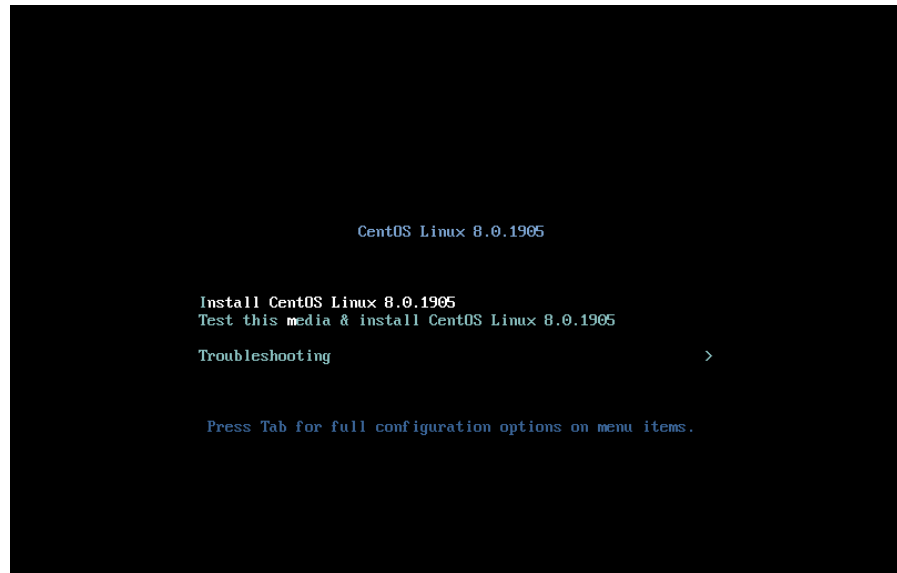 CentOS Linux 8.0.1905
Install CentOS Linux 8.0.1905
Test this media & install CentOS Linux 8.0.1905
Troubleshooting >
Press Tab for full configuration options on menu items.